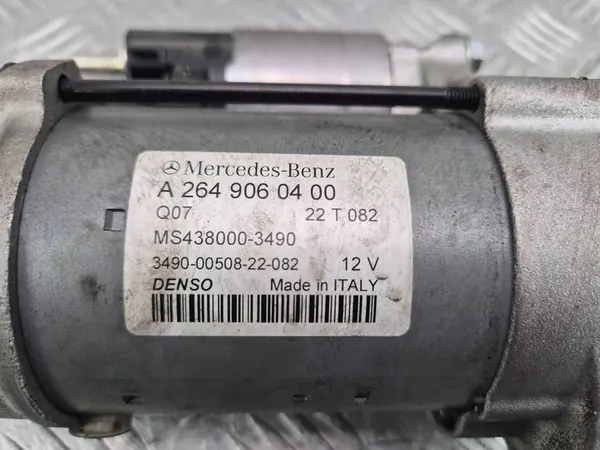 Mercedes-Benz
A 264 906 04 00
Q07 22 T 082
MS438000-3490
3490-00508-22-082 12 V
DENSO Made in ITALY